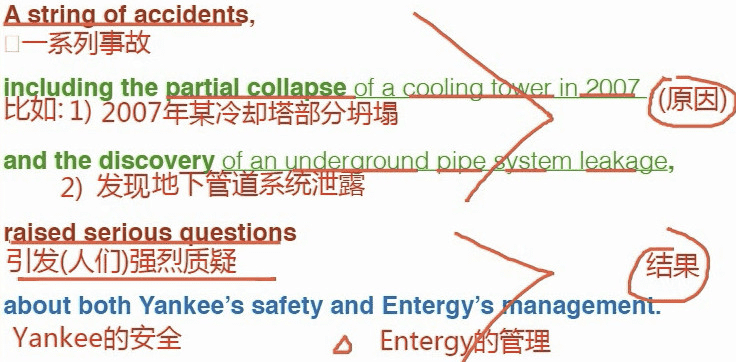 A string of accidents,
一系列事故
including the partial collapse of a cooling tower in 2007
(原因)
比如: 1) 2007年某冷却塔部分坍塌
and the discovery of an underground pipe system leakage,
2) 发现地下管道系统泄露
raised serious questions
引发(人们)强烈质疑
结果
about both Yankee's safety and Entergy's management.
Yankee的安全 Entergy的管理